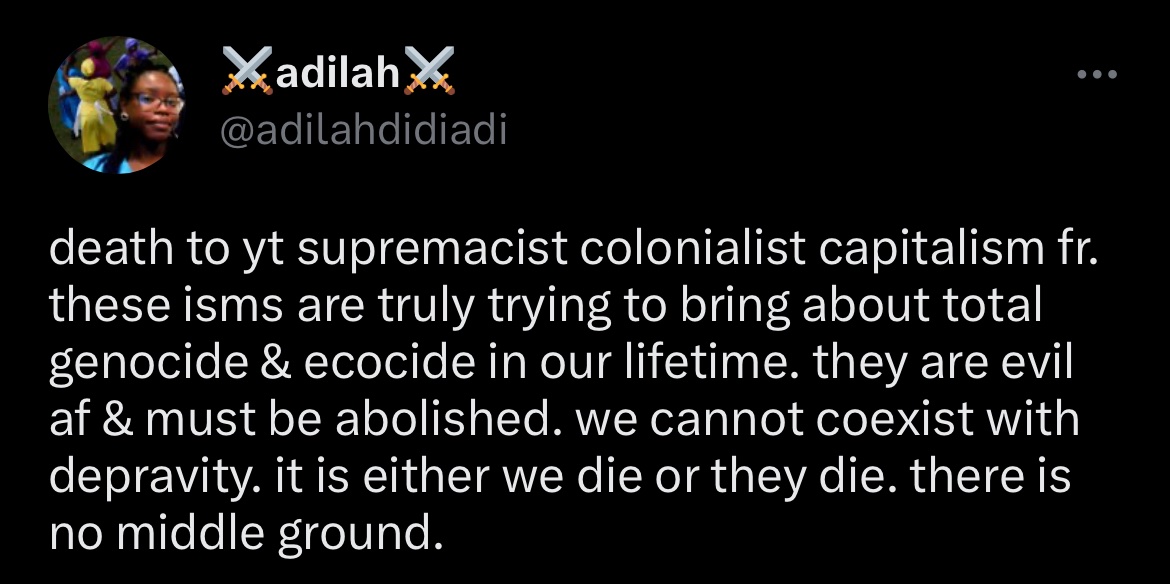 ⚔️adilah⚔️
@adilahdidiadi
death to yt supremacist colonialist capitalism fr.
these isms are truly trying to bring about total
genocide & ecocide in our lifetime. they are evil
af & must be abolished. we cannot coexist with
depravity. it is either we die or they die. there is
no middle ground.